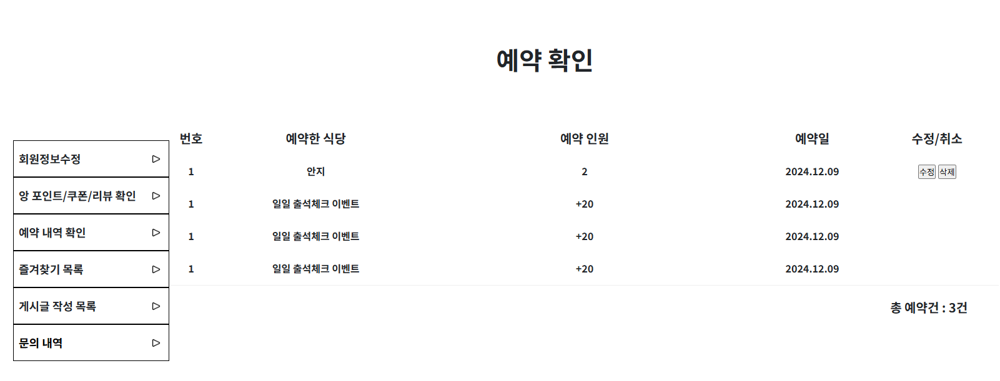 예약 확인
회원정보수정
앙 포인트/쿠폰/리뷰 확인
예약 내역 확인
즐겨찾기 목록
게시글 작성 목록
문의 내역
번호 예약한 식당 예약 인원 예약일 수정/취소
1 안지 2 2024.12.09 수정 삭제
1 일일 출석체크 이벤트 +20 2024.12.09
1 일일 출석체크 이벤트 +20 2024.12.09
1 일일 출석체크 이벤트 +20 2024.12.09
총 예약건 : 3건